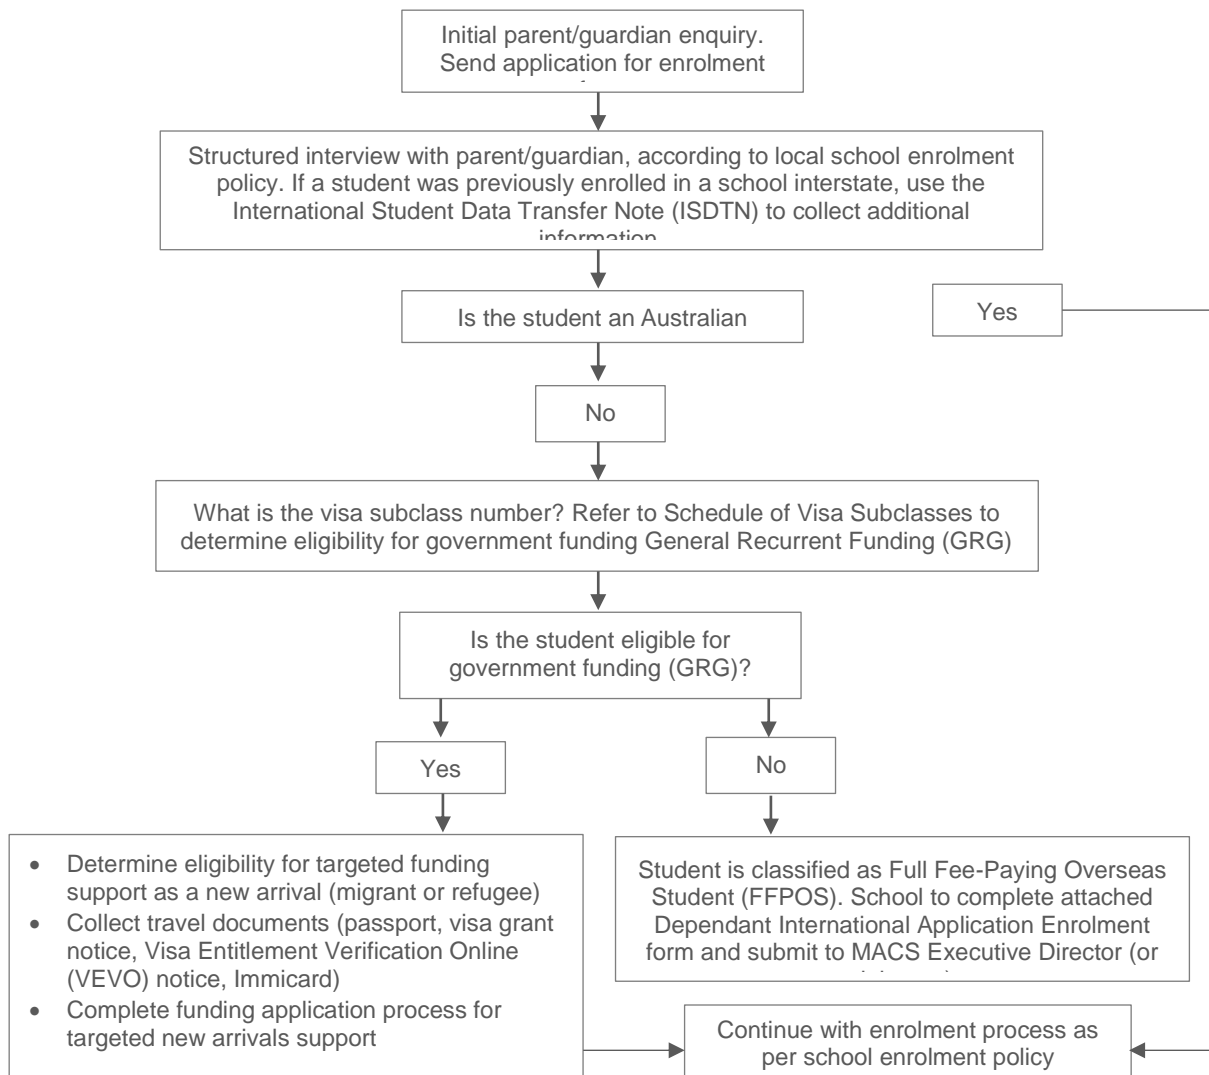 Initial parent/guardian enquiry.
Send application for enrolment
Structured interview with parent/guardian, according to local school enrolment
policy. If a student was previously enrolled in a school interstate, use the
International Student Data Transfer Note (ISDTN) to collect additional
information
Is the student an Australian
Yes
No
What is the visa subclass number? Refer to Schedule of Visa Subclasses to
determine eligibility for government funding General Recurrent Funding (GRG)
Is the student eligible for
government funding (GRG)?
Yes
No
• Determine eligibility for targeted funding
support as a new arrival (migrant or refugee)
• Collect travel documents (passport, visa grant
notice, Visa Entitlement Verification Online
(VEVO) notice, Immicard)
• Complete funding application process for
targeted new arrivals support
Student is classified as Full Fee-Paying Overseas
Student (FFPOS). School to complete attached
Dependant International Application Enrolment
form and submit to MACS Executive Director (or
Continue with enrolment process as
per school enrolment policy